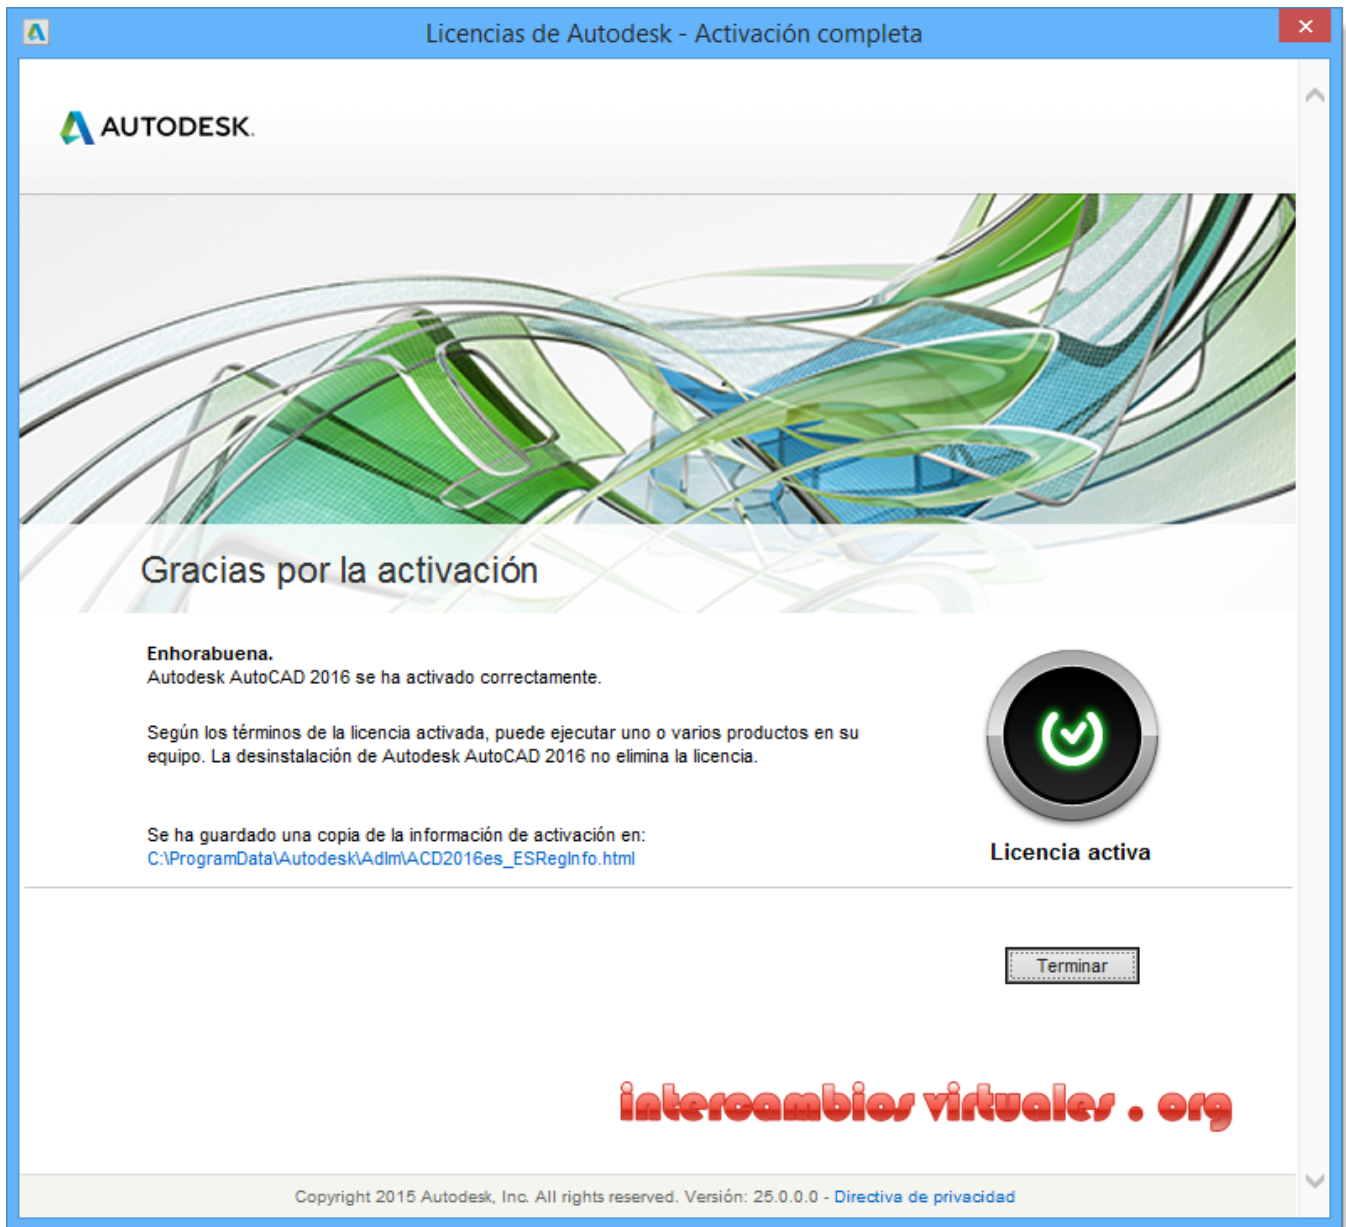 Licencias de Autodesk - Activación completa
AUTODESK.
Gracias por la activación
Enhorabuena.
Autodesk AutoCAD 2016 se ha activado correctamente.
Según los términos de la licencia activada, puede ejecutar uno o varios productos en su
equipo. La desinstalación de Autodesk AutoCAD 2016 no elimina la licencia.
Se ha guardado una copia de la información de activación en:
C:\ProgramData\Autodesk\Adlm\ACD2016es_ESRegInfo.html
Licencia activa
Terminar
intercambios virtuales . org
Copyright 2015 Autodesk, Inc. All rights reserved. Versión: 25.0.0.0 - Directiva de privacidad